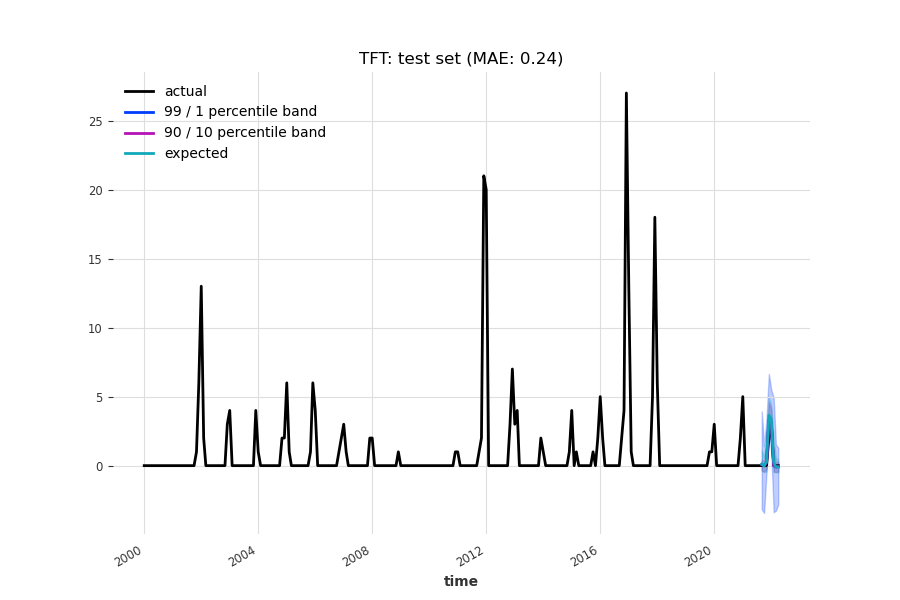 TFT: test set (MAE: 0.24)
actual
99 / 1 percentile band
90 / 10 percentile band
expected
25
20
15
10
5
0
2000
2004
2008
2012
2016
2020
time